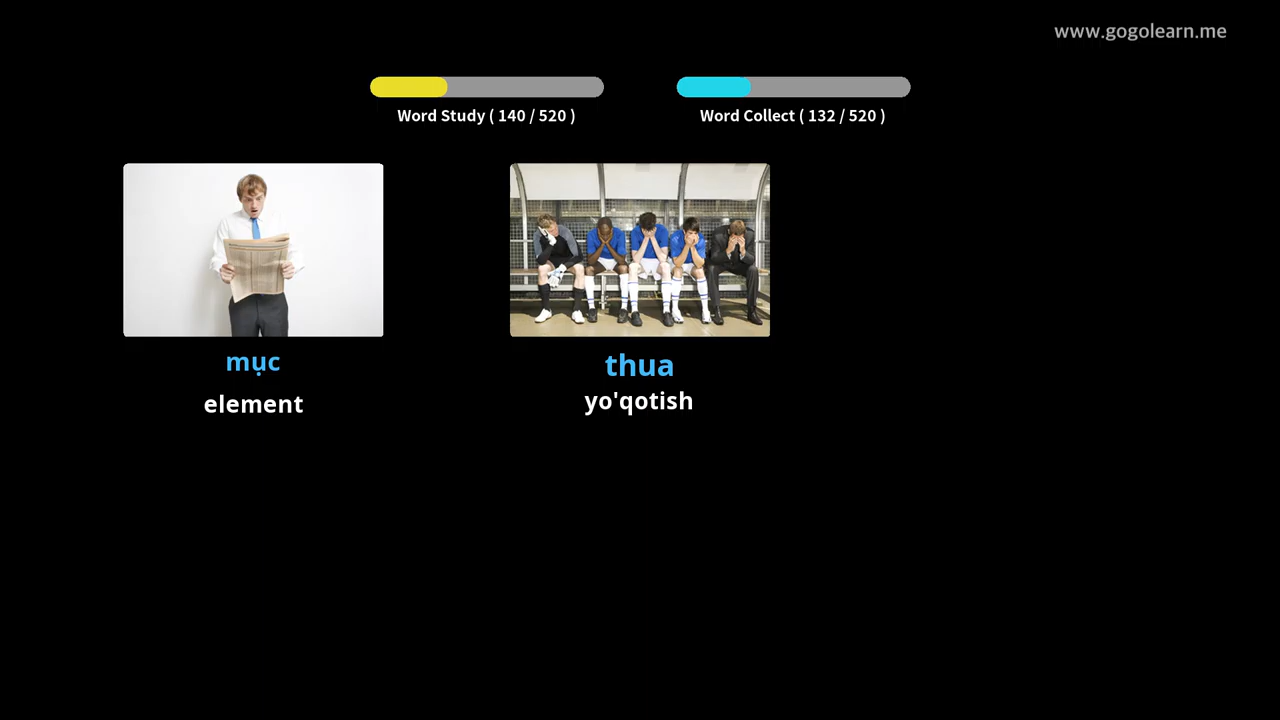 www.gogolearn.me
Word Study ( 140 / 520 )
Word Collect ( 132 / 520 )
mục
element
thua
yo'qotish